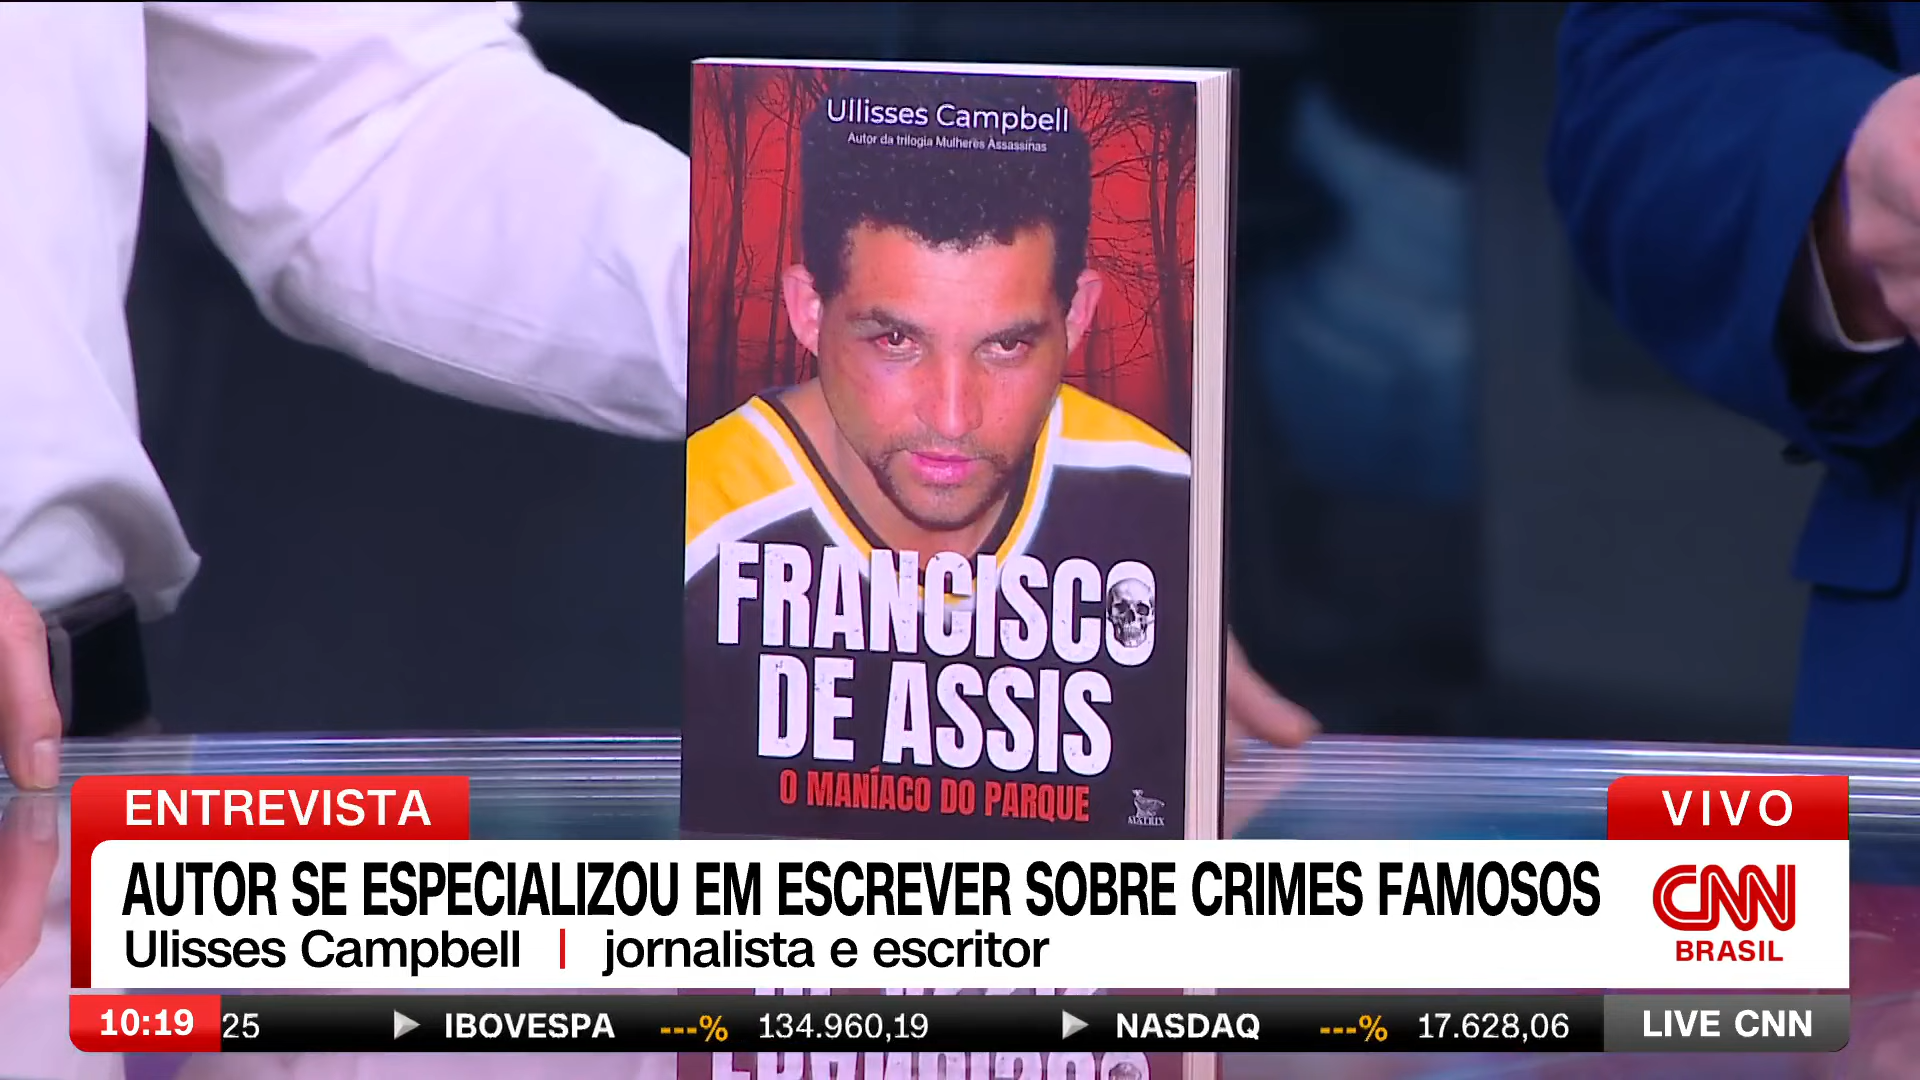 Ullisses Campbell
Autor da trilogia Mulheres Assassinas
FRANCISCO
DE ASSIS
O MANÍACO DO PARQUE
MATRIX
ENTREVISTA
VIVO
AUTOR SE ESPECIALIZOU EM ESCREVER SOBRE CRIMES FAMOSOS
Ulisses Campbell | jornalista e escritor
CNN
BRASIL
10:19 25 IBOVESPA ---% 134.960,19 NASDAQ ---% 17.628,06 LIVE CNN